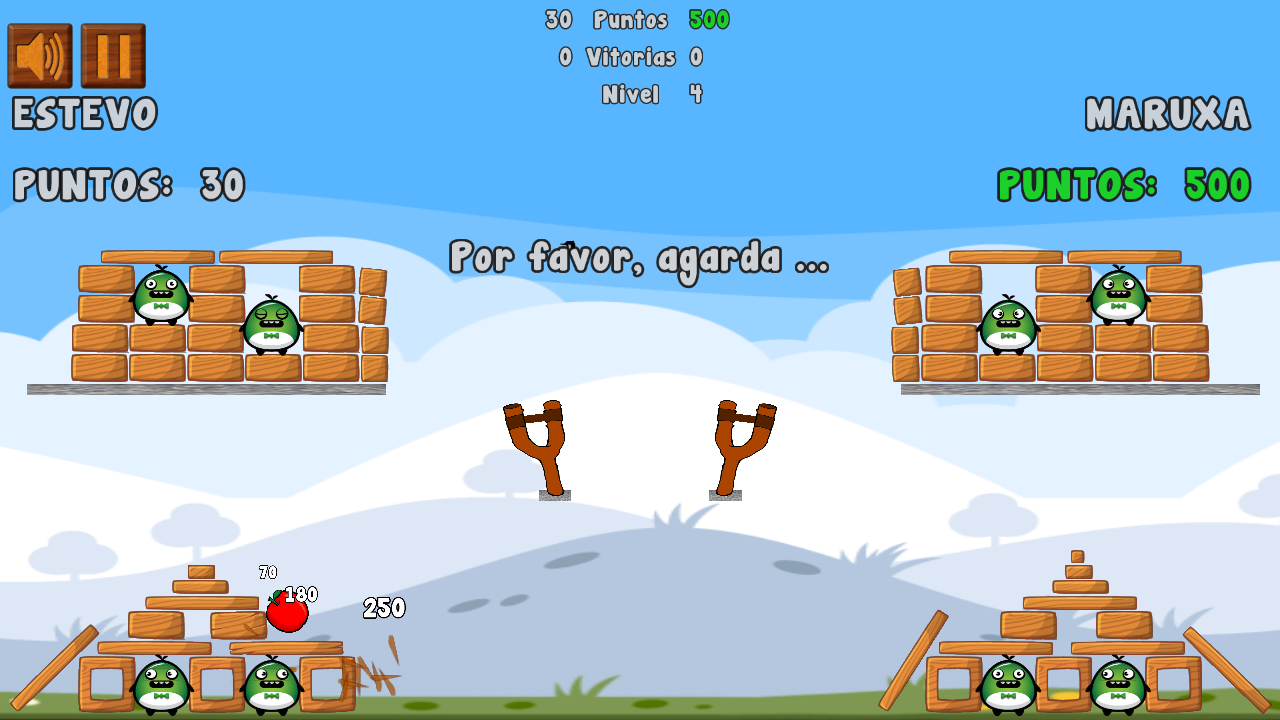 30 Puntos 500
0 Vitorias 0
Nivel 4
ESTEVO
MARUXA
PUNTOS: 30
PUNTOS: 500
Por favor, agarda ...
70
180
250